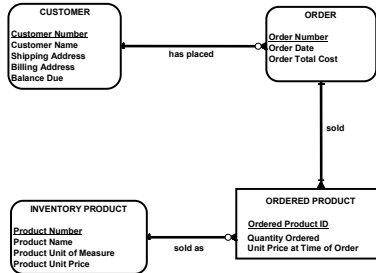 CUSTOMER
Customer Number
Customer Name
Shipping Address
Billing Address
Balance Due
has placed
ORDER
Order Number
Order Date
Order Total Cost
sold
INVENTORY PRODUCT
Product Number
Product Name
Product Unit of Measure
Product Unit Price
sold as
ORDERED PRODUCT
Ordered Product ID
Quantity Ordered
Unit Price at Time of Order